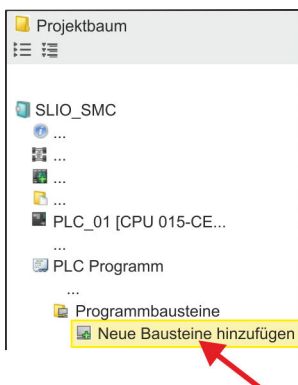 Projektbaum
SLIO_SMC
...
...
...
...
PLC_01 [CPU 015-CE...
...
PLC Programm
...
Programmbausteine
Neue Bausteine hinzufügen